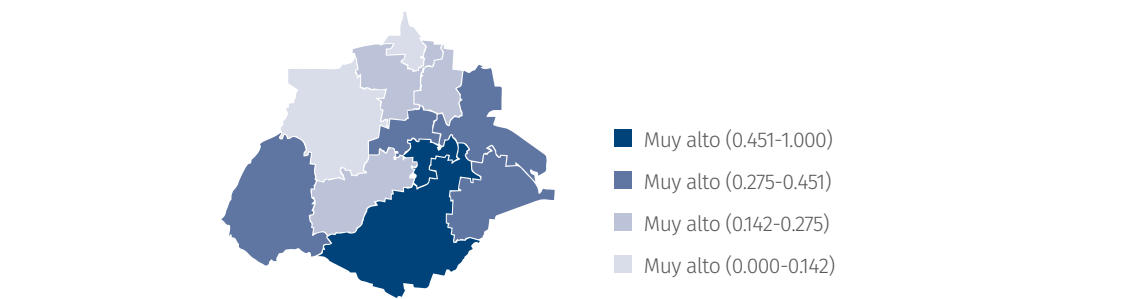 Muy alto (0.451-1.000)
Muy alto (0.275-0.451)
Muy alto (0.142-0.275)
Muy alto (0.000-0.142)